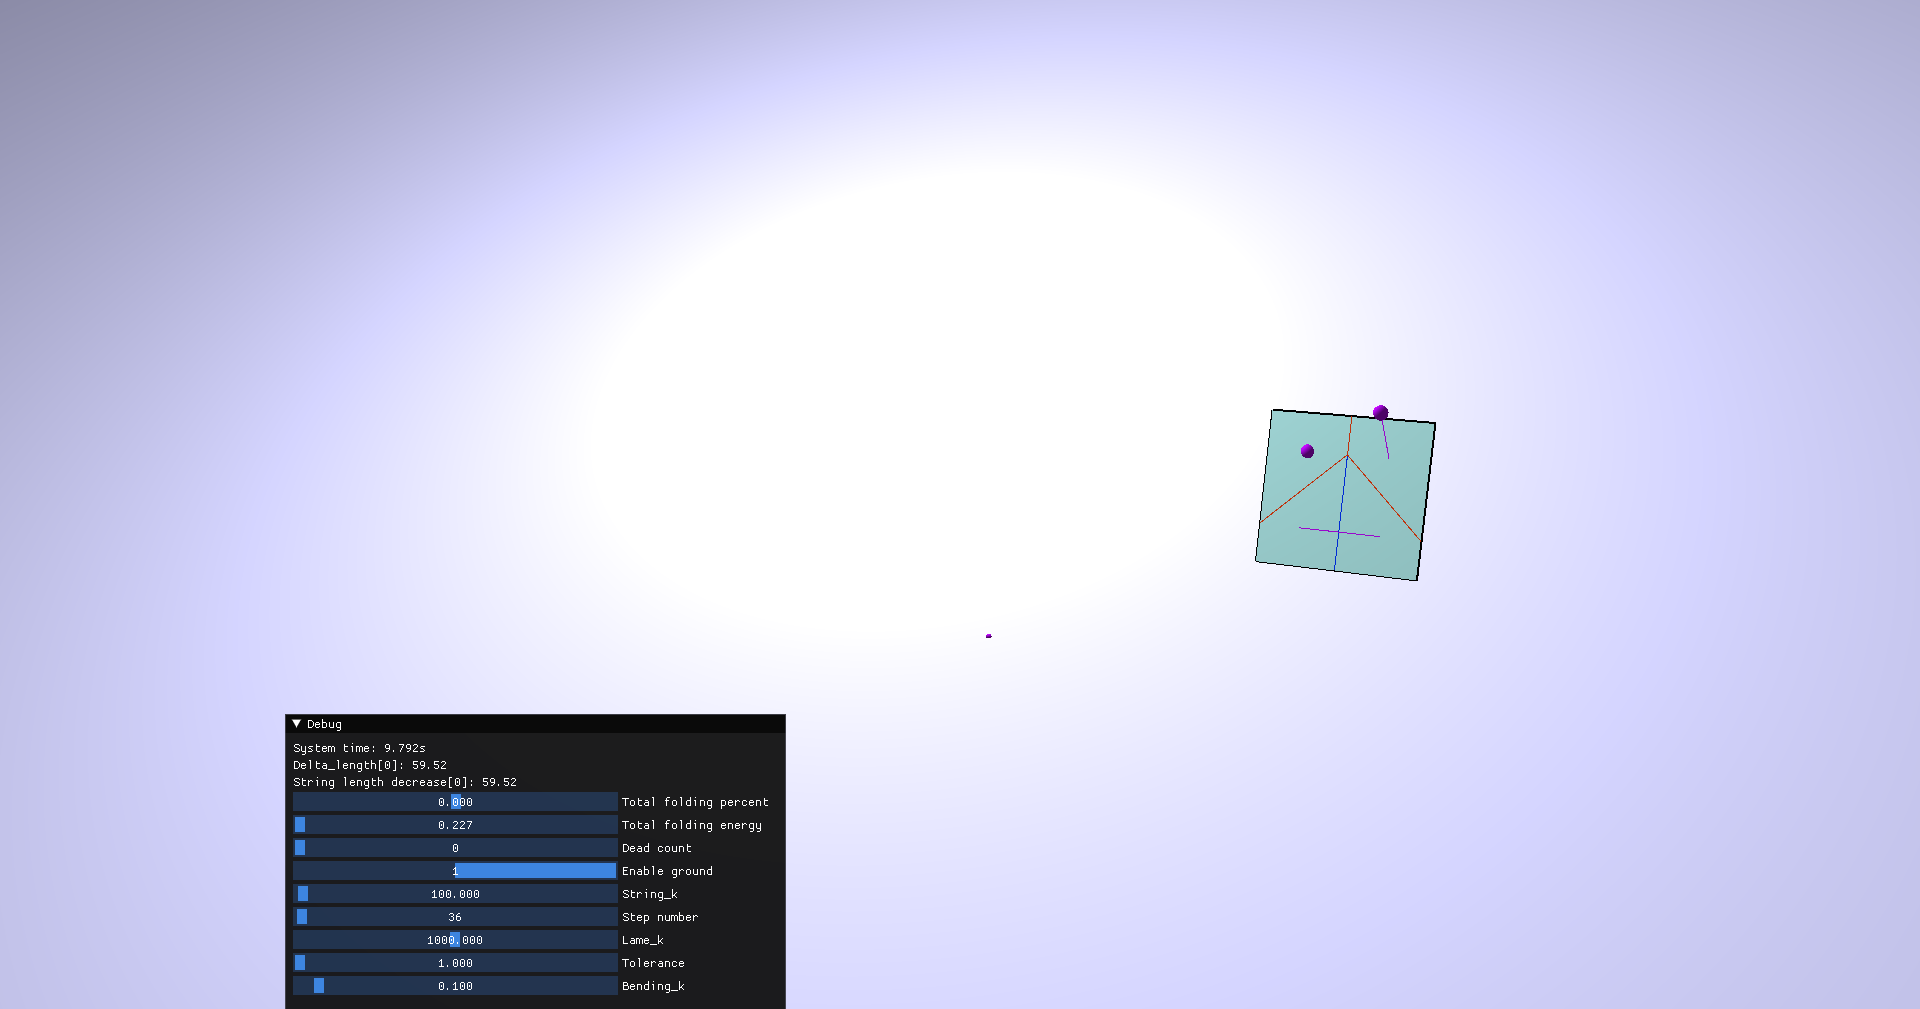 Debug
System time: 9.792s
Delta_length[0]: 59.52
String length decrease[0]: 59.52
0.000 Total folding percent
0.227 Total folding energy
0 Dead count
1 Enable ground
100.000 String_k
36 Step number
1000.000 Lame_k
1.000 Tolerance
0.100 Bending_k